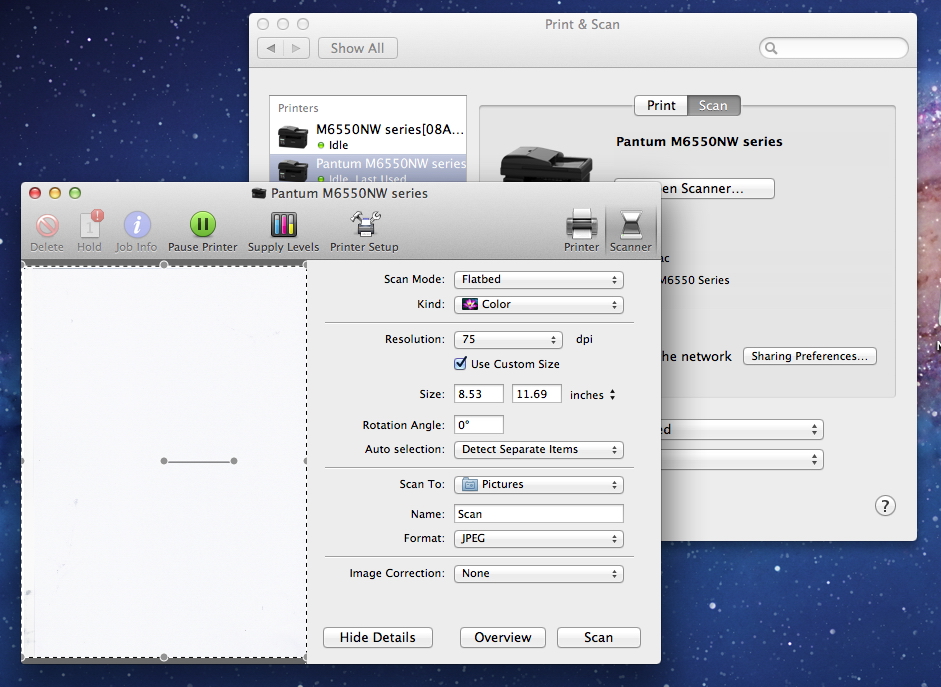 Print & Scan
Show All
Print Scan
Printers
M6550NW series[08A...
Idle
Pantum M6550NW series
Idle, Last Used
Pantum M6550NW series
en Scanner...
ac
M6550 Series
he network Sharing Preferences...
ed
?
Pantum M6550NW series
Delete Hold Job Info Pause Printer Supply Levels Printer Setup Printer Scanner
Scan Mode: Flatbed
Kind: Color
Resolution: 75 dpi
Use Custom Size
Size: 8.53 11.69 inches
Rotation Angle: 0°
Auto selection: Detect Separate Items
Scan To: Pictures
Name: Scan
Format: JPEG
Image Correction: None
Hide Details Overview Scan